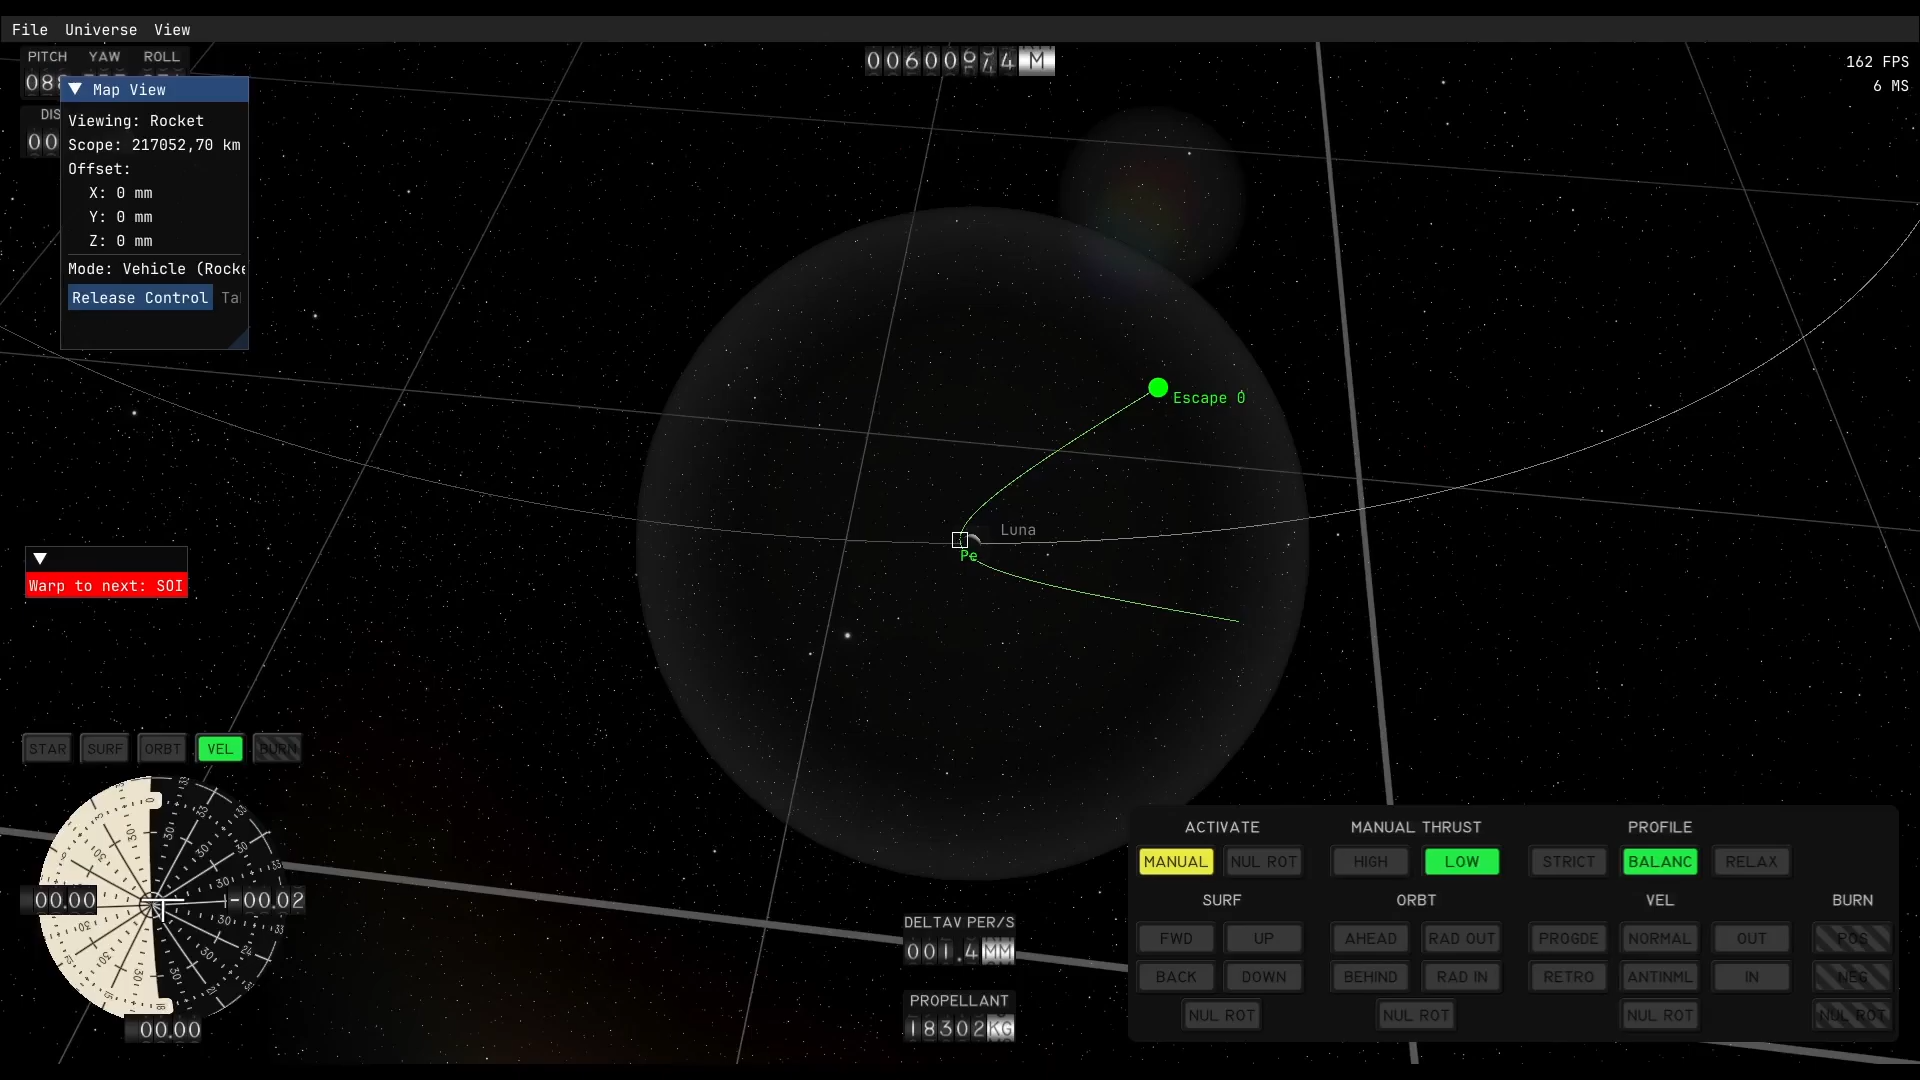 File Universe View
PITCH YAW ROLL
162 FPS
6 MS
M
DIS
00
Map View
Viewing: Rocket
Scope: 217052,70 km
Offset:
X: 0 mm
Y: 0 mm
Z: 0 mm
Mode: Vehicle (Rocke
Release Control Ta
Escape 0
Luna
Pe
Warp to next: SOI
STAR SURF ORBT VEL BURN
00.00
-00.02
00.00
DELTAV PER/S
001.4 MM
PROPELLANT
18302 KG
ACTIVATE MANUAL THRUST PROFILE
MANUAL NUL ROT HIGH LOW STRICT BALANC RELAX
SURF ORBT VEL BURN
FWD UP AHEAD RAD OUT PROGDE NORMAL OUT POS
BACK DOWN BEHIND RAD IN RETRO ANTINML IN NEG
NUL ROT NUL ROT NUL ROT NUL ROT